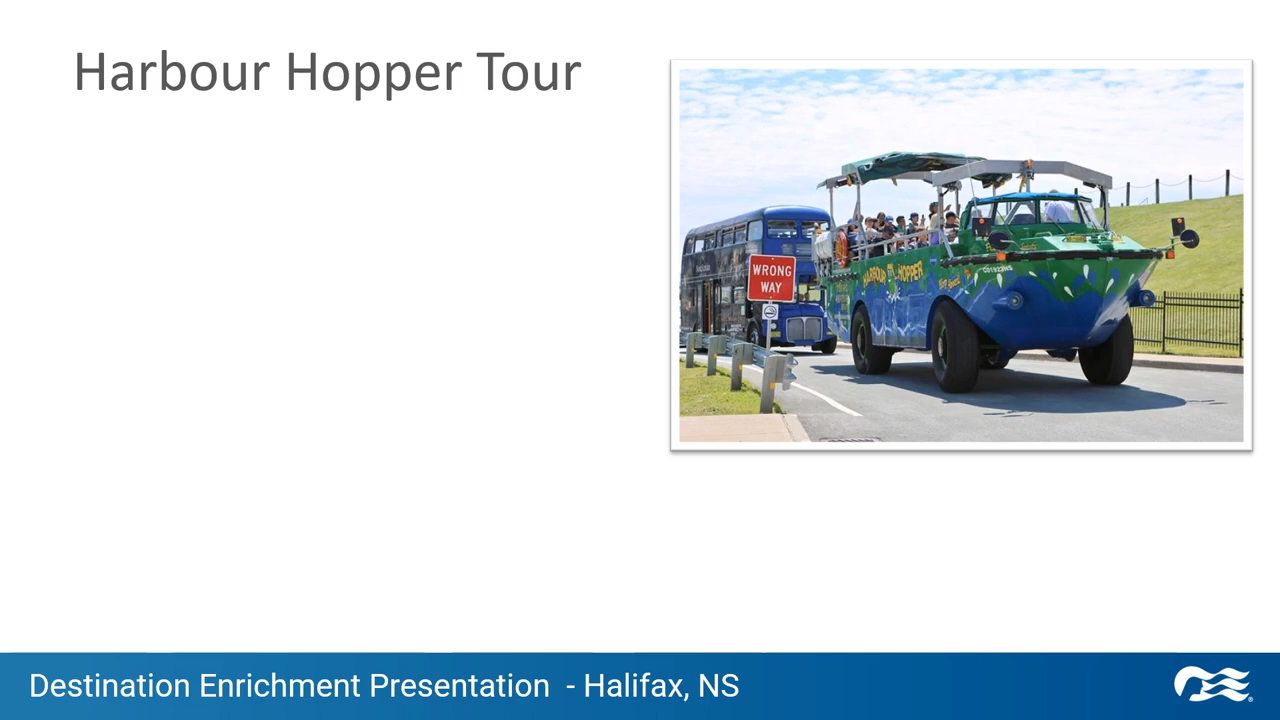 Harbour Hopper Tour
WRONG
WAY
HARBOUR HOPPER
Destination Enrichment Presentation - Halifax, NS
®